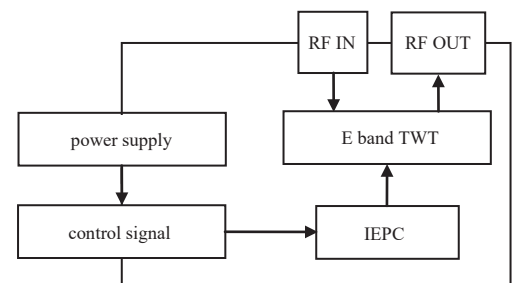 RF IN
RF OUT
power supply
E band TWT
control signal
IEPC